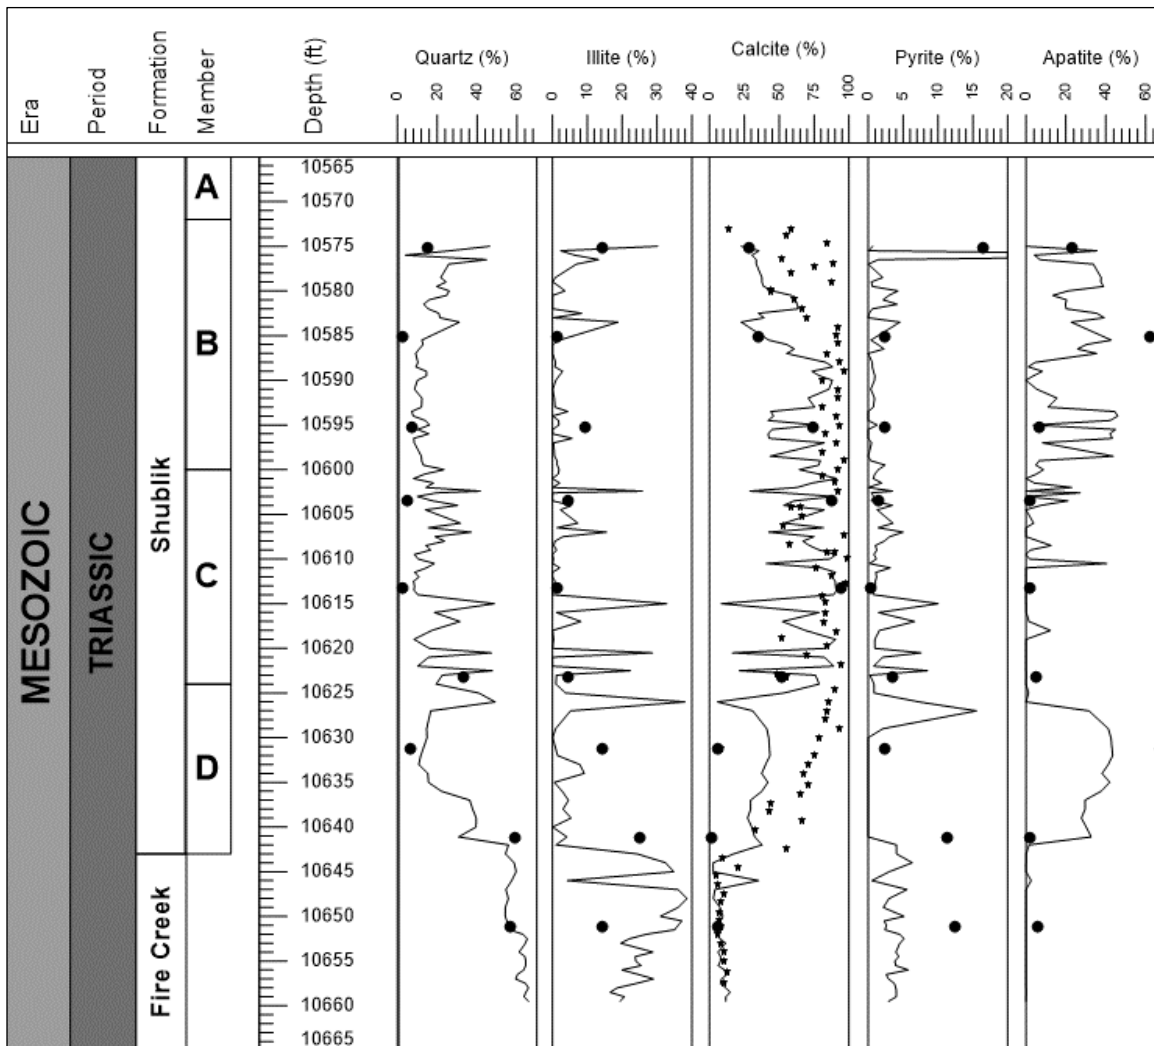 Era
Period
Formation
Member
Depth (ft)
Quartz (%)
Illite (%)
Calcite (%)
Pyrite (%)
Apatite (%)
0 20 40 60
0 10 20 30 40
0 25 50 75 100
0 5 10 15 20
0 20 40 60
MESOZOIC
TRIASSIC
Shublik
Fire Creek
A
B
C
D
10565
10570
10575
10580
10585
10590
10595
10600
10605
10610
10615
10620
10625
10630
10635
10640
10645
10650
10655
10660
10665